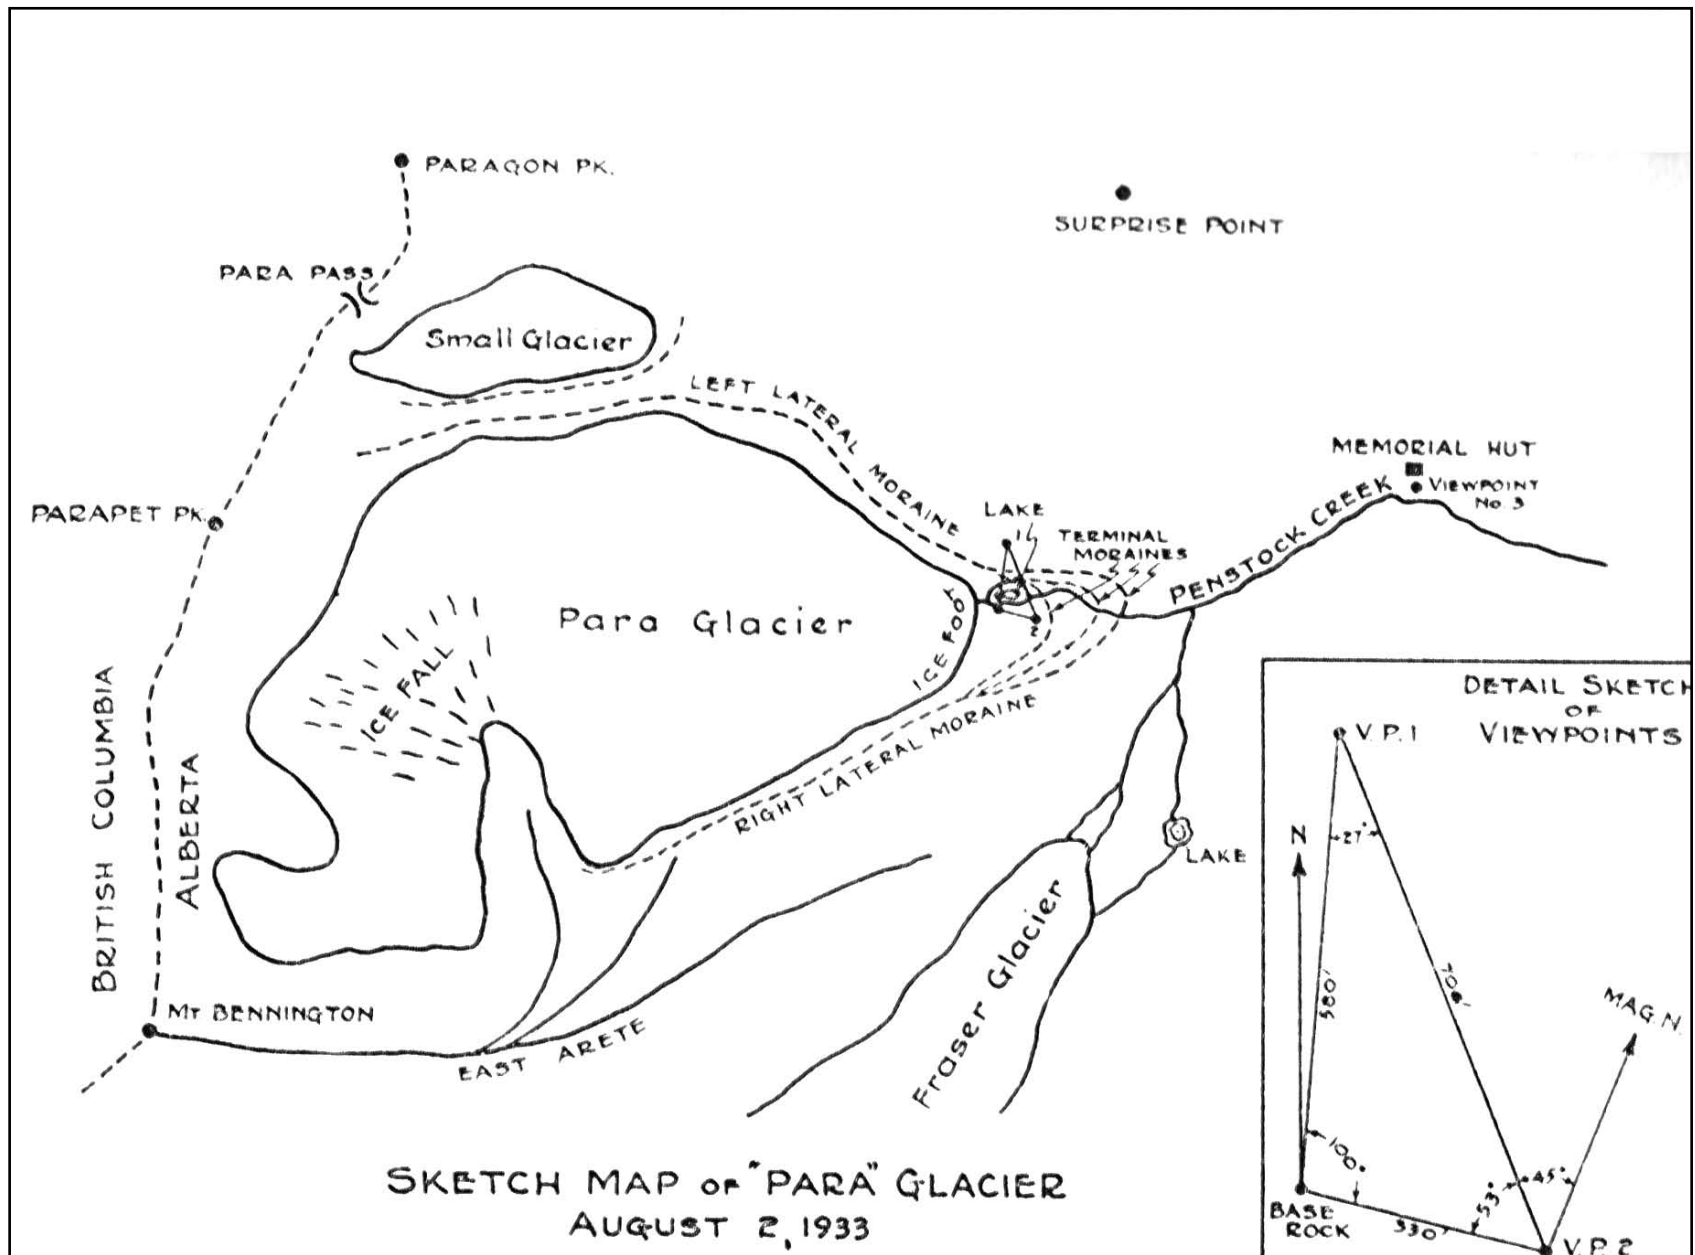 PARAGON PK.
SURPRISE POINT
PARA PASS
Small Glacier
LEFT LATERAL MORAINE
MEMORIAL HUT
VIEWPOINT
No. 3
PARAPET PK.
LAKE
1
TERMINAL
MORAINES
PENSTOCK CREEK
2
Para Glacier
ICE FOOT
ICE FALL
RIGHT LATERAL MORAINE
BRITISH COLUMBIA
ALBERTA
LAKE
Fraser Glacier
MT BENNINGTON
EAST ARETE
SKETCH MAP OF "PARA" GLACIER
AUGUST 2, 1933
DETAIL SKETCH
OF
VIEWPOINTS
V.P.1
N
27°
580'
MAG. N.
100°
53°
45°
BASE
ROCK
330'
V.P.2